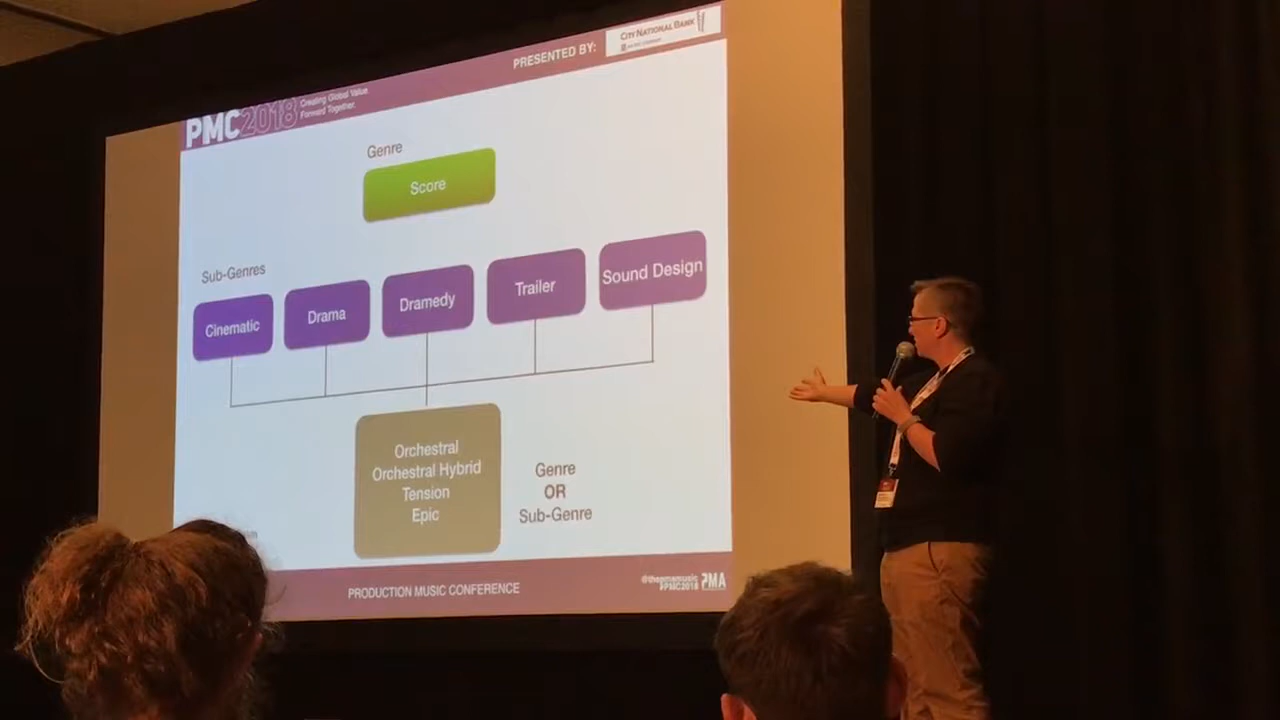 PRESENTED BY:
CITY NATIONAL BANK
PMC2018
Creating Global Value.
Forward Together.
Genre
Score
Sub-Genres
Cinematic
Drama
Dramedy
Trailer
Sound Design
Orchestral
Orchestral Hybrid
Tension
Epic
Genre
OR
Sub-Genre
PRODUCTION MUSIC CONFERENCE
@thepmamusic
#PMC2018
PMA